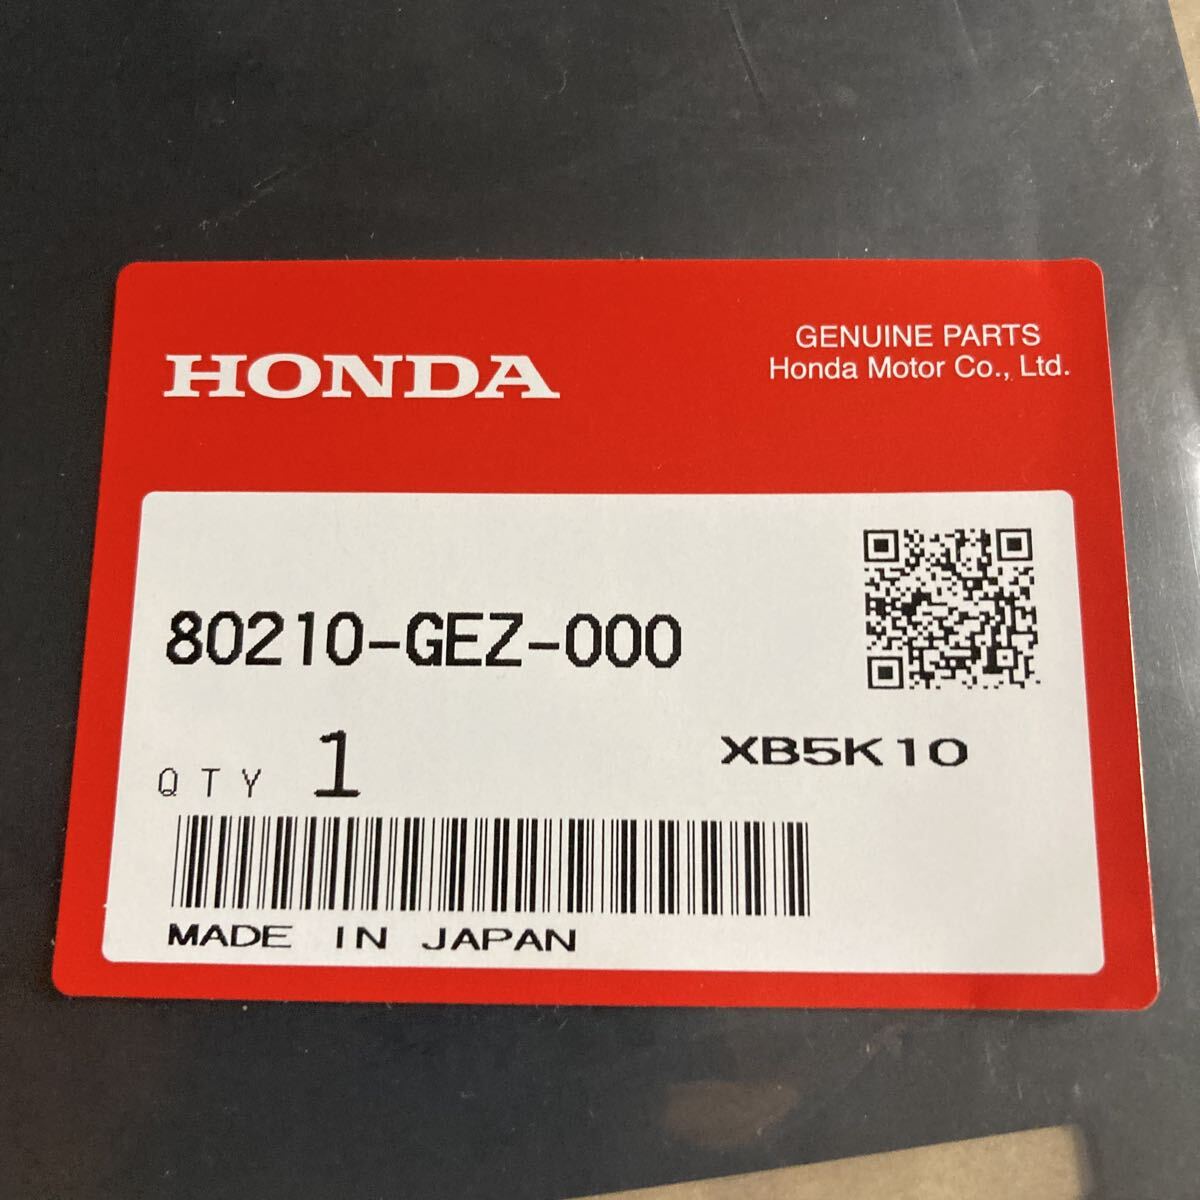 HONDA
GENUINE PARTS
Honda Motor Co., Ltd.
80210-GEZ-000
QTY 1
XB5K10
MADE IN JAPAN